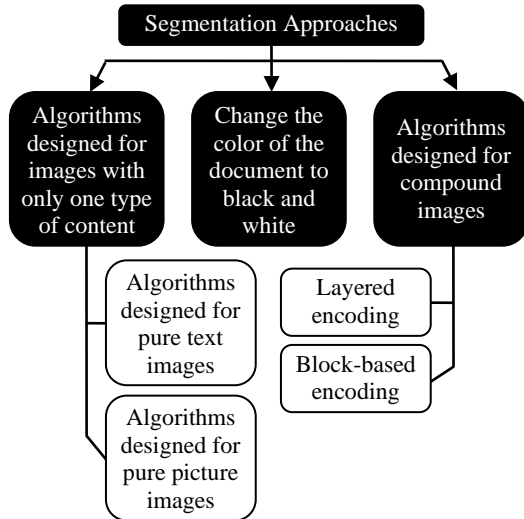 Segmentation Approaches
Algorithms
designed for
images with
only one type
of content
Change the
color of the
document to
black and
white
Algorithms
designed for
compound
images
Algorithms
designed for
pure text
images
Algorithms
designed for
pure picture
images
Layered
encoding
Block-based
encoding